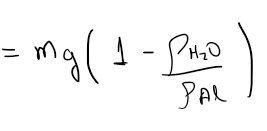 = mg ( 1 - ρH₂O / ρAl )